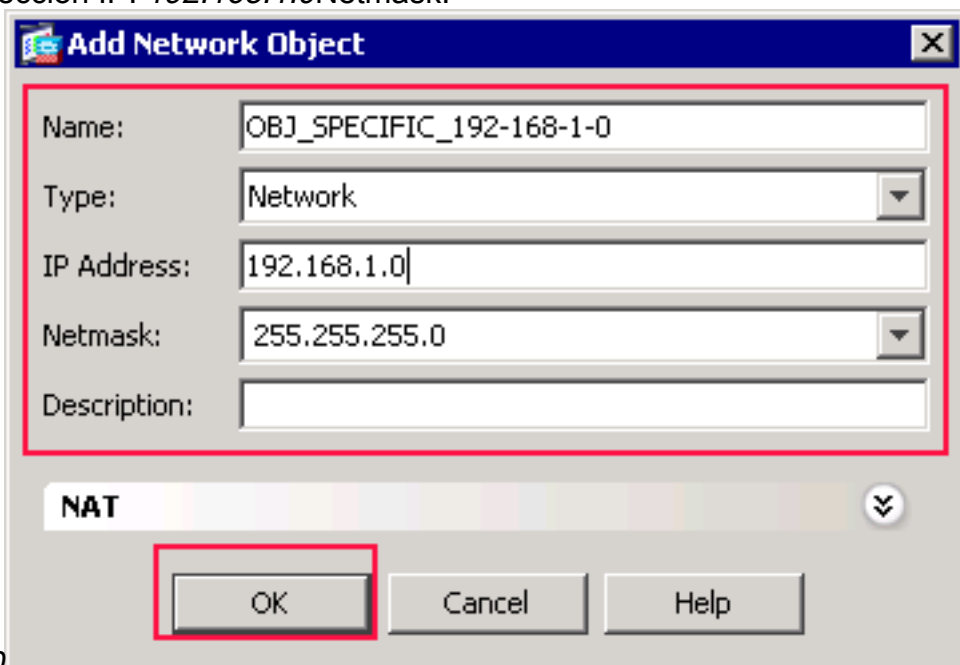 Netmask:
Add Network Object
Name: OBJ_SPECIFIC_192-168-1-0
Type: Network
IP Address: 192.168.1.0
Netmask: 255.255.255.0
Description:
NAT
OK Cancel Help